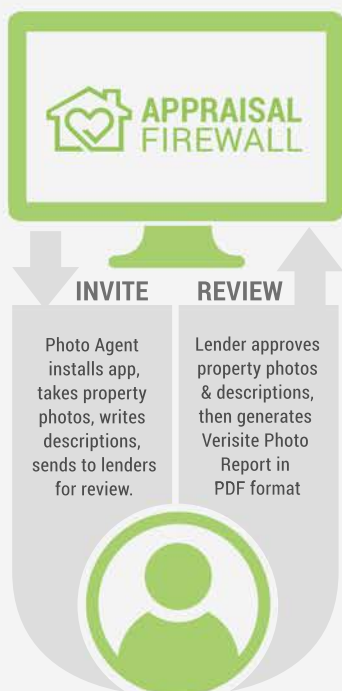 APPRAISAL
FIREWALL
INVITE
Photo Agent
installs app,
takes property
photos, writes
descriptions,
sends to lenders
for review.
REVIEW
Lender approves
property photos
& descriptions,
then generates
Verisite Photo
Report in
PDF format